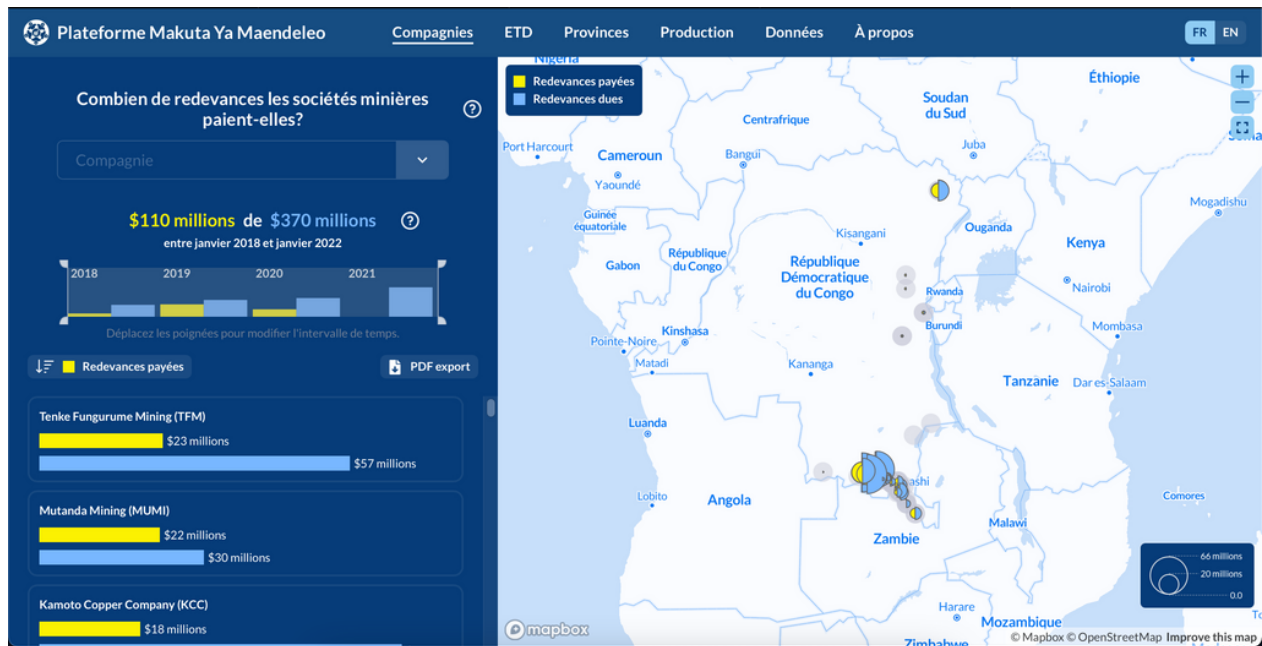 Plateforme Makuta Ya Maendeleo
Compagnies
ETD
Provinces
Production
Données
À propos
FR
EN
Combien de redevances les sociétés minières
paient-elles?
Compagnie
$110 millions de $370 millions
entre janvier 2018 et janvier 2022
2018
2019
2020
2021
Déplacez les poignées pour modifier l'intervalle de temps.
Redevances payées
PDF export
Tenke Fungurume Mining (TFM)
$23 millions
$57 millions
Mutanda Mining (MUMI)
$22 millions
$30 millions
Kamoto Copper Company (KCC)
$18 millions
Redevances payées
Redevances dues
Nigeria
Éthiopie
Soudan
du Sud
Centrafrique
Port Harcourt
Cameroun
Bangui
Juba
Yaoundé
Mogadishu
Guinée
équatoriale
Ouganda
Kisangani
Kenya
République
du Congo
Gabon
République
Démocratique
du Congo
Nairobi
Rwanda
Burundi
Mombasa
Kinshasa
Pointe-Noire
Matadi
Kananga
Tanzanie
Dar es-Salaam
Luanda
Lobito
Angola
Comores
Malawi
Zambie
66 millions
20 millions
0.0
Harare
Mozambique
Zimbabwe
mapbox
© Mapbox © OpenStreetMap Improve this map